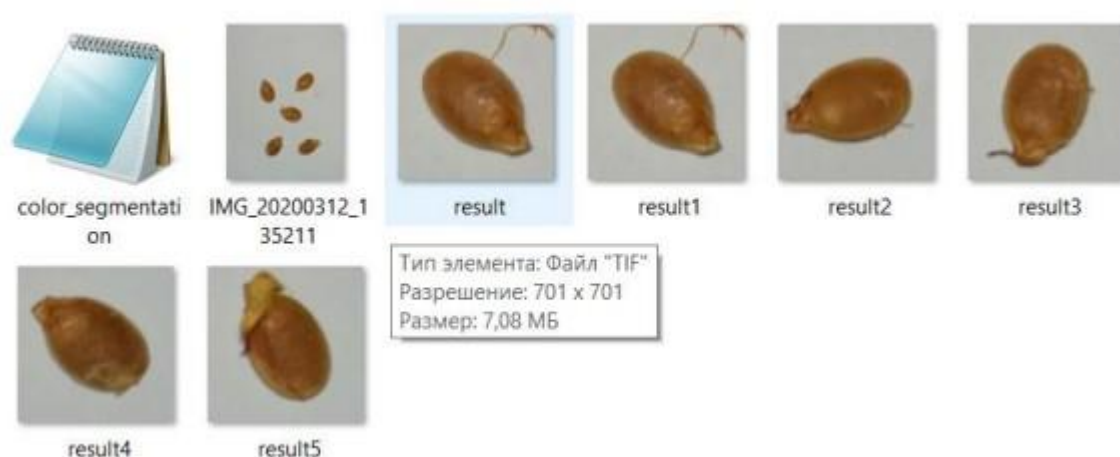 color_segmentati
on
IMG_20200312_1
35211
result
result1
result2
result3
Тип элемента: Файл "TIF"
Разрешение: 701 x 701
Размер: 7,08 МБ
result4
result5